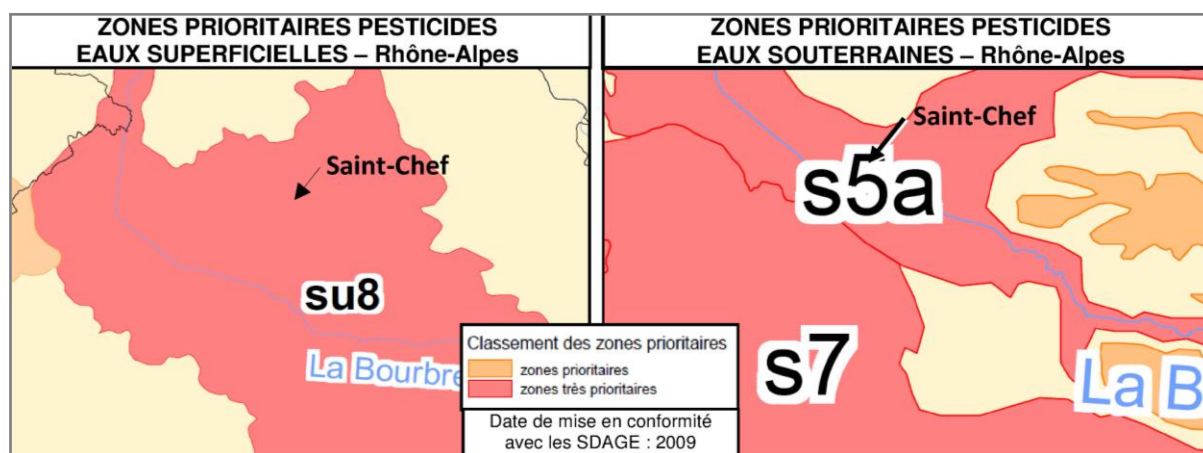 ZONES PRIORITAIRES PESTICIDES
EAUX SUPERFICIELLES – Rhône-Alpes
Saint-Chef
su8
La Bourbre
ZONES PRIORITAIRES PESTICIDES
EAUX SOUTERRAINES – Rhône-Alpes
Saint-Chef
s5a
s7
La B
Classement des zones prioritaires
zones prioritaires
zones très prioritaires
Date de mise en conformité
avec les SDAGE : 2009